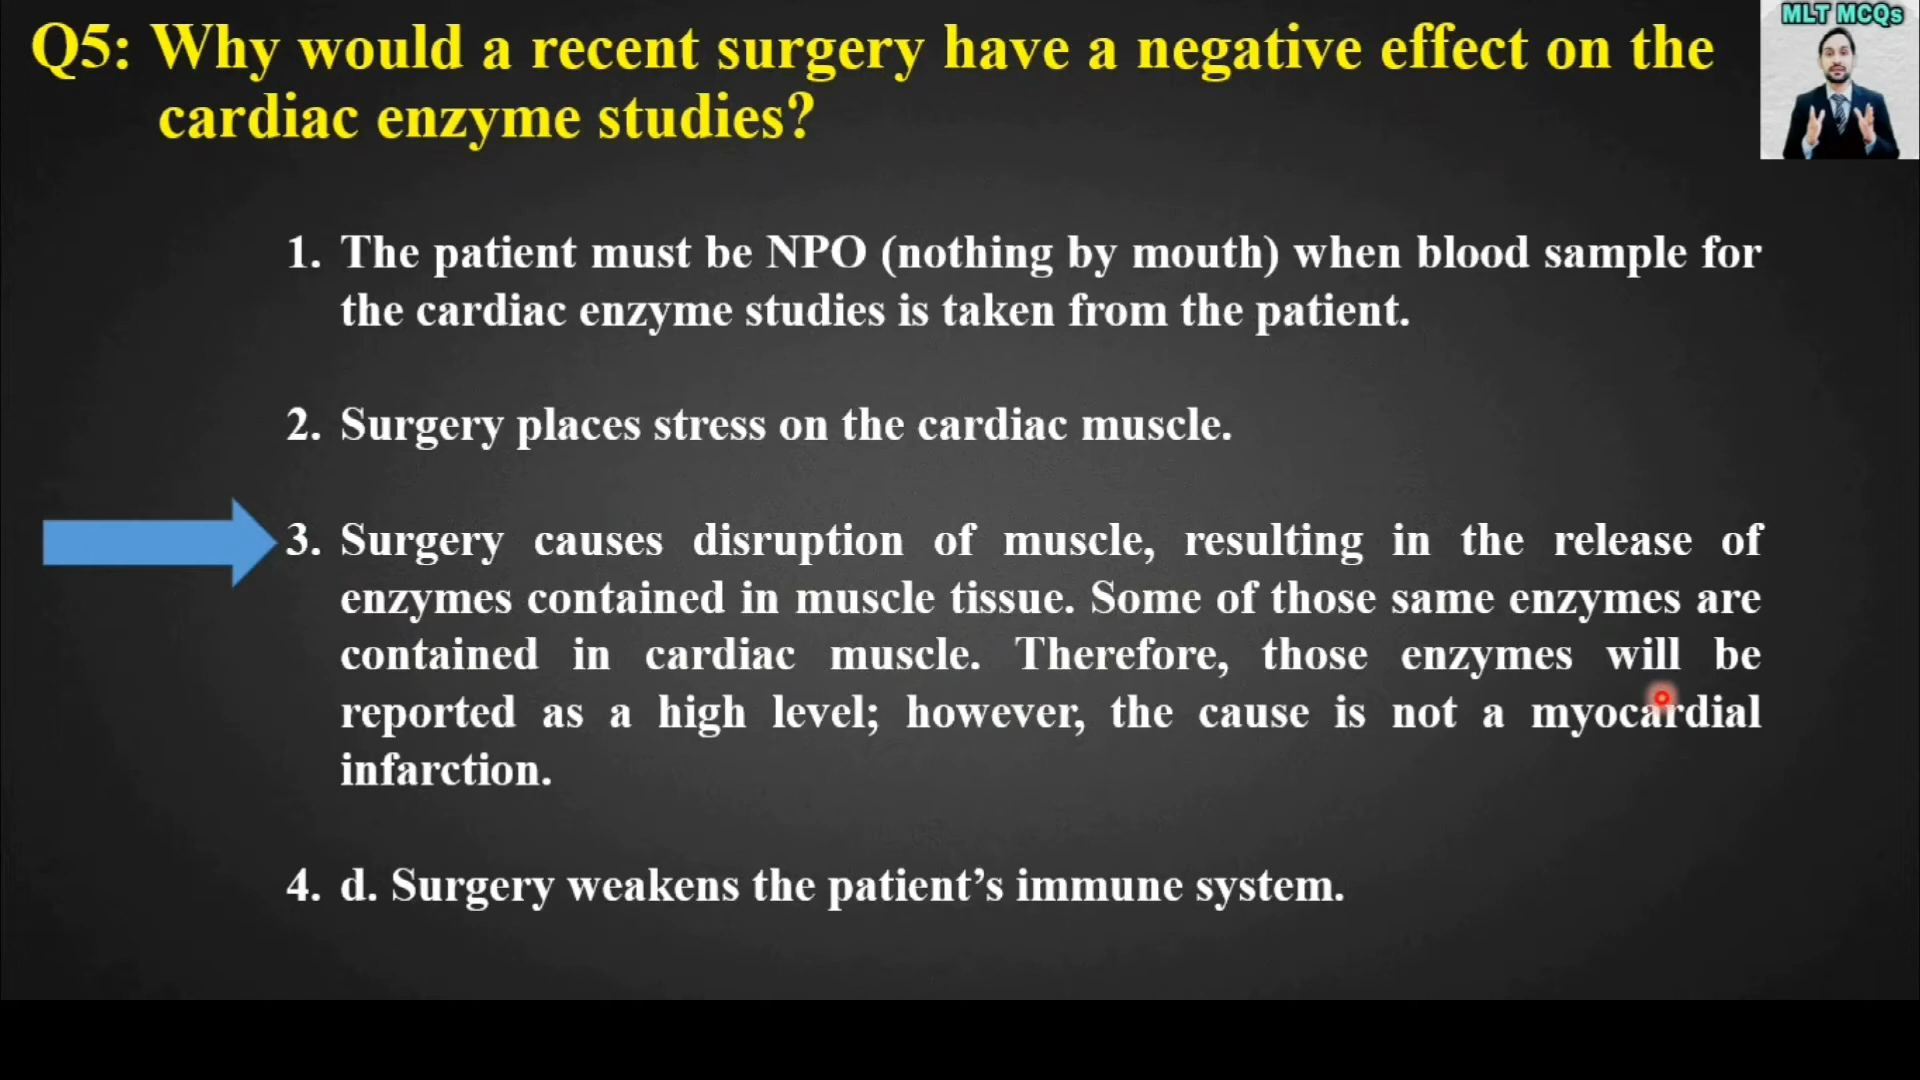 MLT MCQs
Q5: Why would a recent surgery have a negative effect on the
cardiac enzyme studies?
1. The patient must be NPO (nothing by mouth) when blood sample for
the cardiac enzyme studies is taken from the patient.
2. Surgery places stress on the cardiac muscle.
3. Surgery causes disruption of muscle, resulting in the release of
enzymes contained in muscle tissue. Some of those same enzymes are
contained in cardiac muscle. Therefore, those enzymes will be
reported as a high level; however, the cause is not a myocardial
infarction.
4. d. Surgery weakens the patient’s immune system.